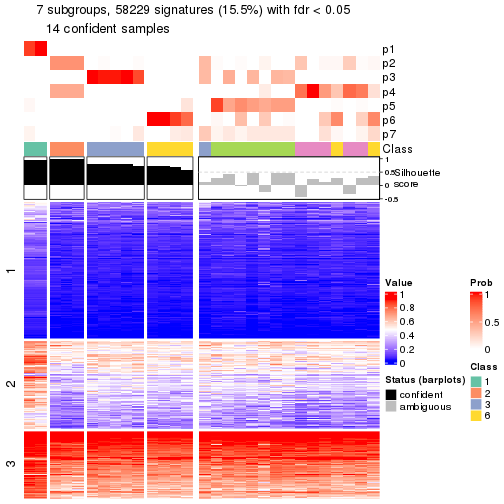 7 subgroups, 58229 signatures (15.5%) with fdr < 0.05
14 confident samples
p1
p2
p3
p4
p5
p6
p7
Class
1
0.5
0
-0.5
Silhouette
score
1
2
3
Value
1
0.8
0.6
0.4
0.2
0
Prob
1
0.5
0
Status (barplots)
confident
ambiguous
Class
1
2
3
6